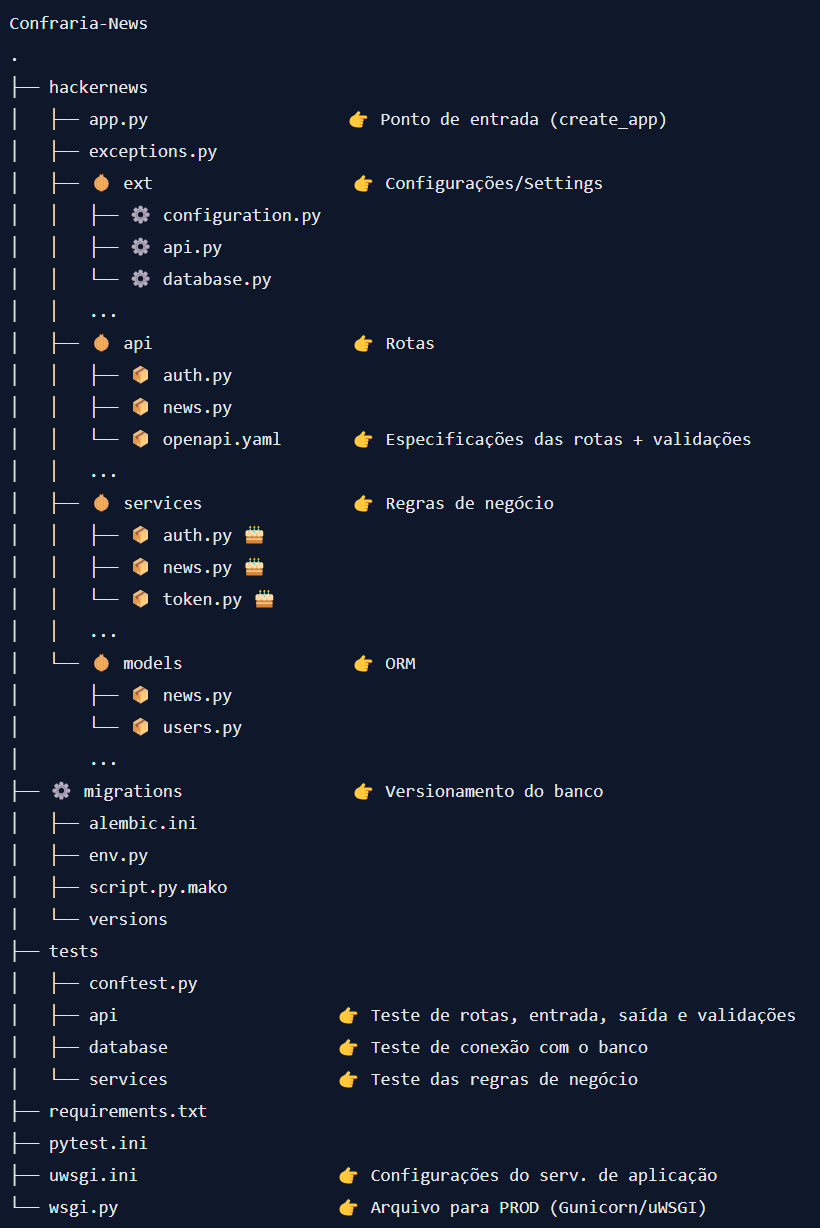 Confraria-News
.
├── hackernews
│   ├── app.py                    👉 Ponto de entrada (create_app)
│   ├── exceptions.py
│   ├── 🧅 ext                    👉 Configurações/Settings
│   │   ├── ⚙️ configuration.py
│   │   ├── ⚙️ api.py
│   │   └── ⚙️ database.py
│   │   ...
│   ├── 🧅 api                    👉 Rotas
│   │   ├── 📦 auth.py
│   │   ├── 📦 news.py
│   │   └── 📦 openapi.yaml       👉 Especificações das rotas + validações
│   │   ...
│   ├── 🧅 services               👉 Regras de negócio
│   │   ├── 📦 auth.py 🎂
│   │   ├── 📦 news.py 🎂
│   │   └── 📦 token.py 🎂
│   │   ...
│   └── 🧅 models                 👉 ORM
│       ├── 📦 news.py
│       └── 📦 users.py
│       ...
├── ⚙️ migrations                 👉 Versionamento do banco
│   ├── alembic.ini
│   ├── env.py
│   ├── script.py.mako
│   └── versions
├── tests
│   ├── conftest.py
│   ├── api                      👉 Teste de rotas, entrada, saída e validações
│   ├── database                 👉 Teste de conexão com o banco
│   └── services                 👉 Teste das regras de negócio
├── requirements.txt
├── pytest.ini
├── uwsgi.ini                    👉 Configurações do serv. de aplicação
└── wsgi.py                      👉 Arquivo para PROD (Gunicorn/uWSGI)